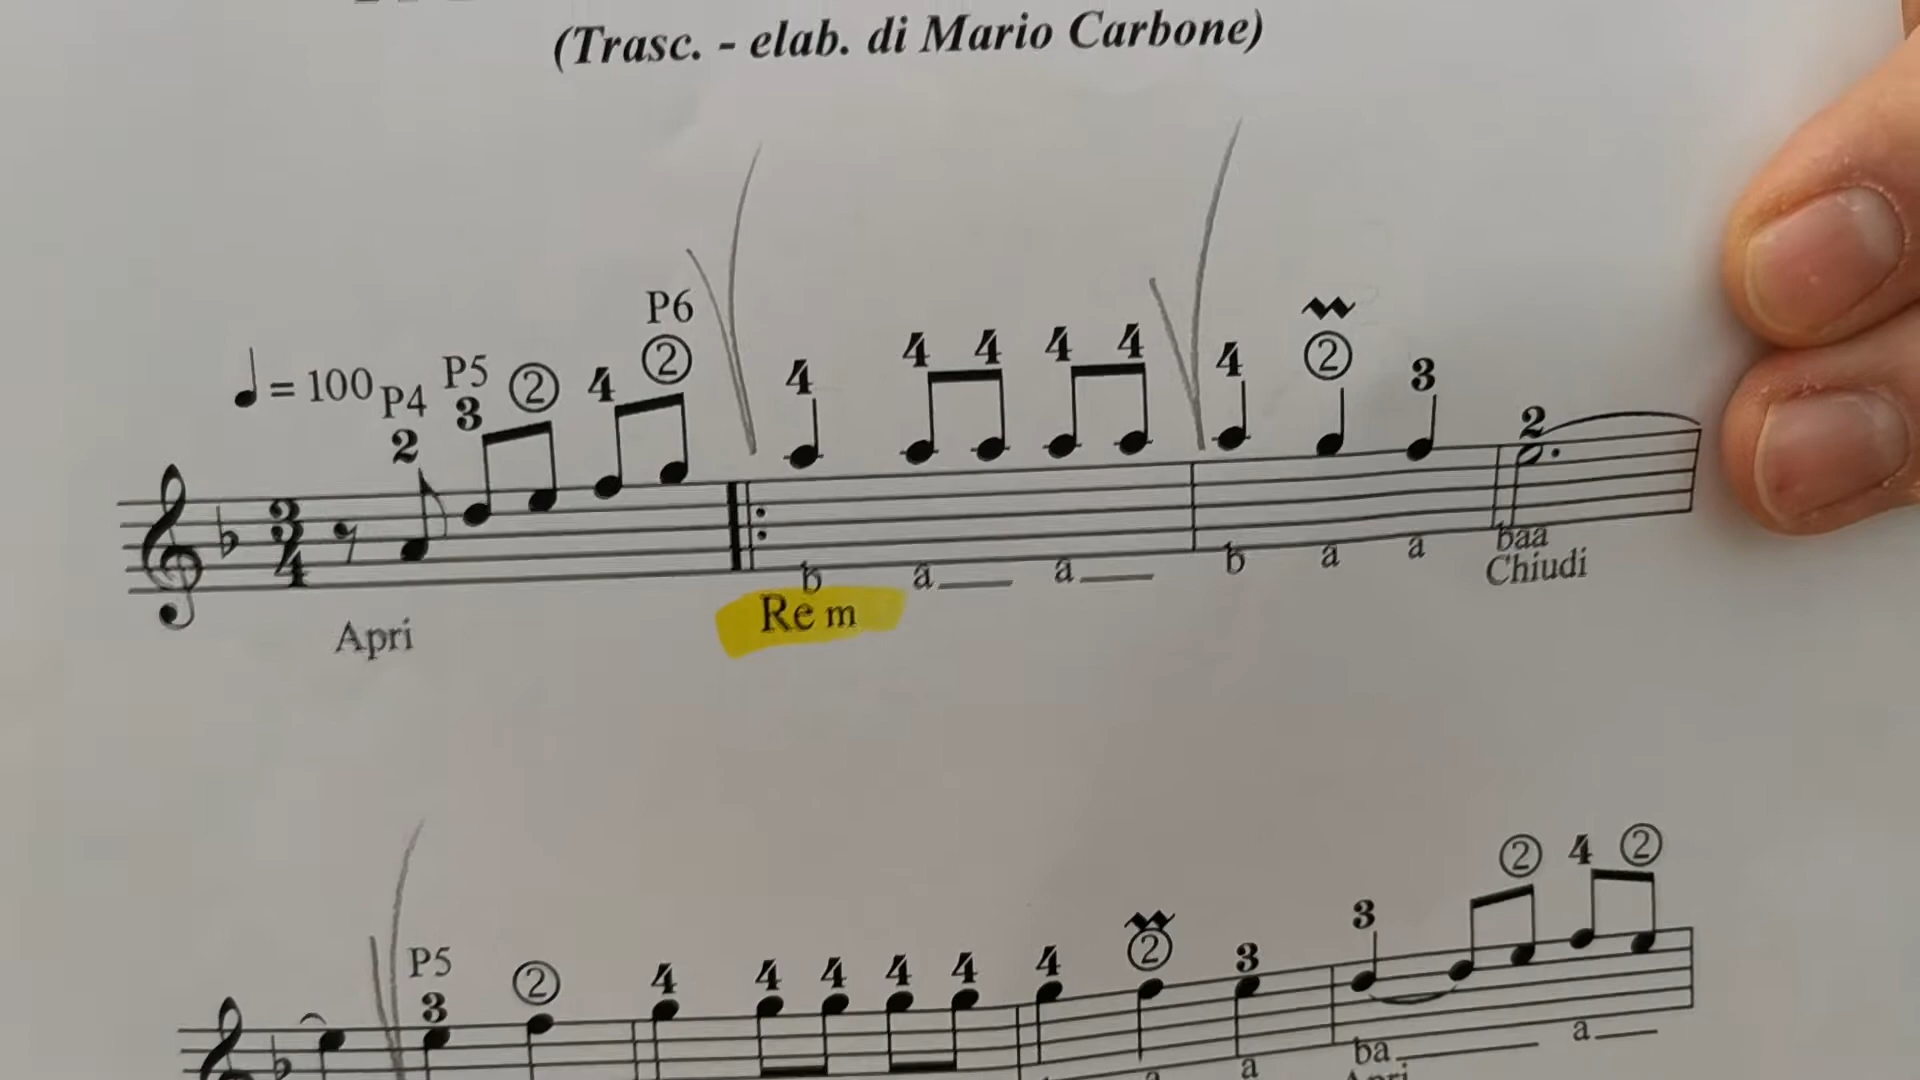 (Trasc. - elab. di Mario Carbone)
P6
= 100 P4 P5 ② 4 ② 4 4 4 4 4 4 ② 3
2 3 2
3
4
b a a b a a baa
Apri Re m Chiudi
② 4 ②
P5 ② 4 4 4 4 4 4 ② 3 3
3
a ba a